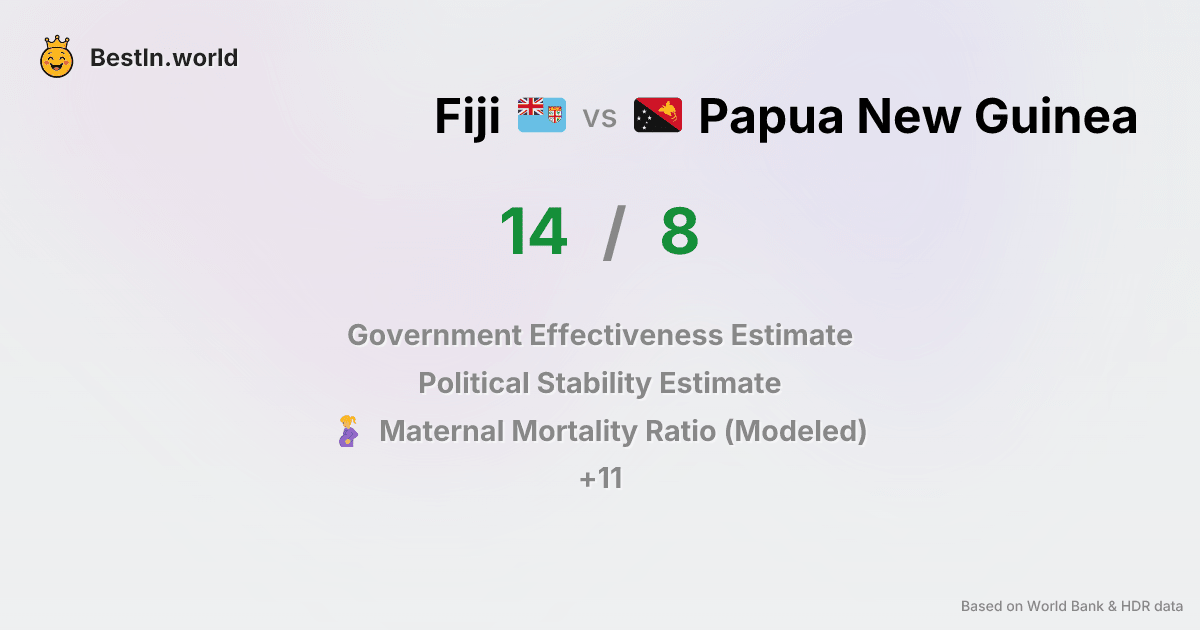 BestIn.world
Fiji vs Papua New Guinea
14 / 8
Government Effectiveness Estimate
Political Stability Estimate
Maternal Mortality Ratio (Modeled)
+11
Based on World Bank & HDR data